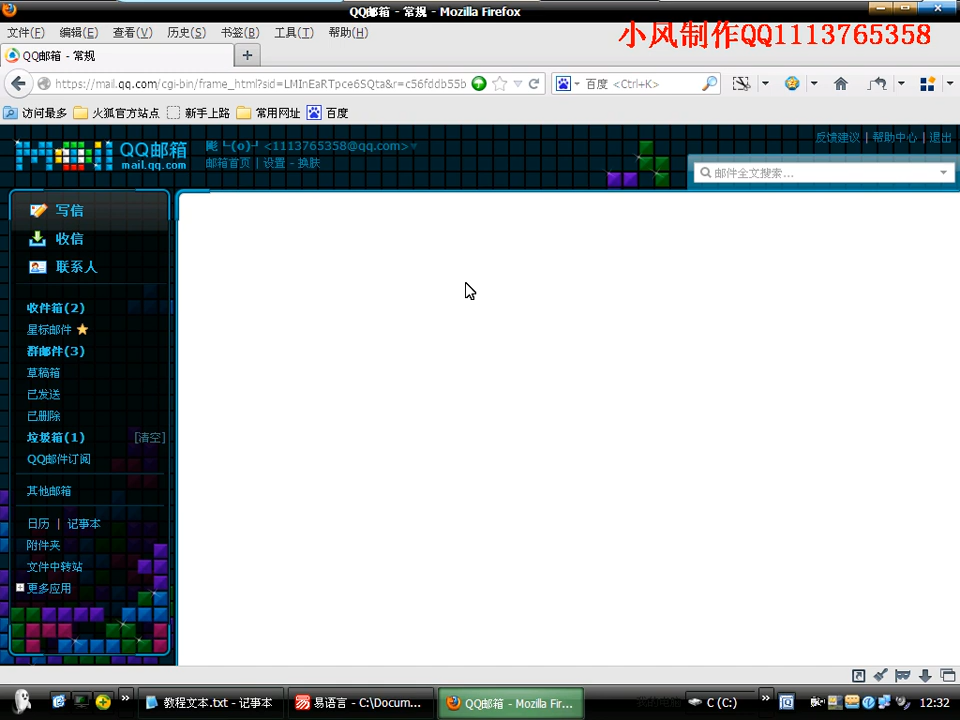 QQ邮箱 - 常规 - Mozilla Firefox
文件(F) 编辑(E) 查看(V) 历史(S) 书签(B) 工具(T) 帮助(H)
小风制作QQ1113765358
QQ邮箱 - 常规
https://mail.qq.com/cgi-bin/frame_html?sid=LMInEaRTpce6SQta&r=c56fddb55b
百度 <Ctrl+K>
访问最多 火狐官方站点 新手上路 常用网址 百度
反馈建议 | 帮助中心 | 退出
QQ邮箱
mail.qq.com
<1113765358@qq.com>
邮箱首页 | 设置 - 换肤
邮件全文搜索...
写信
收信
联系人
收件箱(2)
星标邮件
群邮件(3)
草稿箱
已发送
已删除
垃圾箱(1) [清空]
QQ邮件订阅
其他邮箱
日历 | 记事本
附件夹
文件中转站
更多应用
教程文本.txt - 记事本
易语言 - C:\Docum...
QQ邮箱 - Mozilla Fir...
C (C:)
12:32